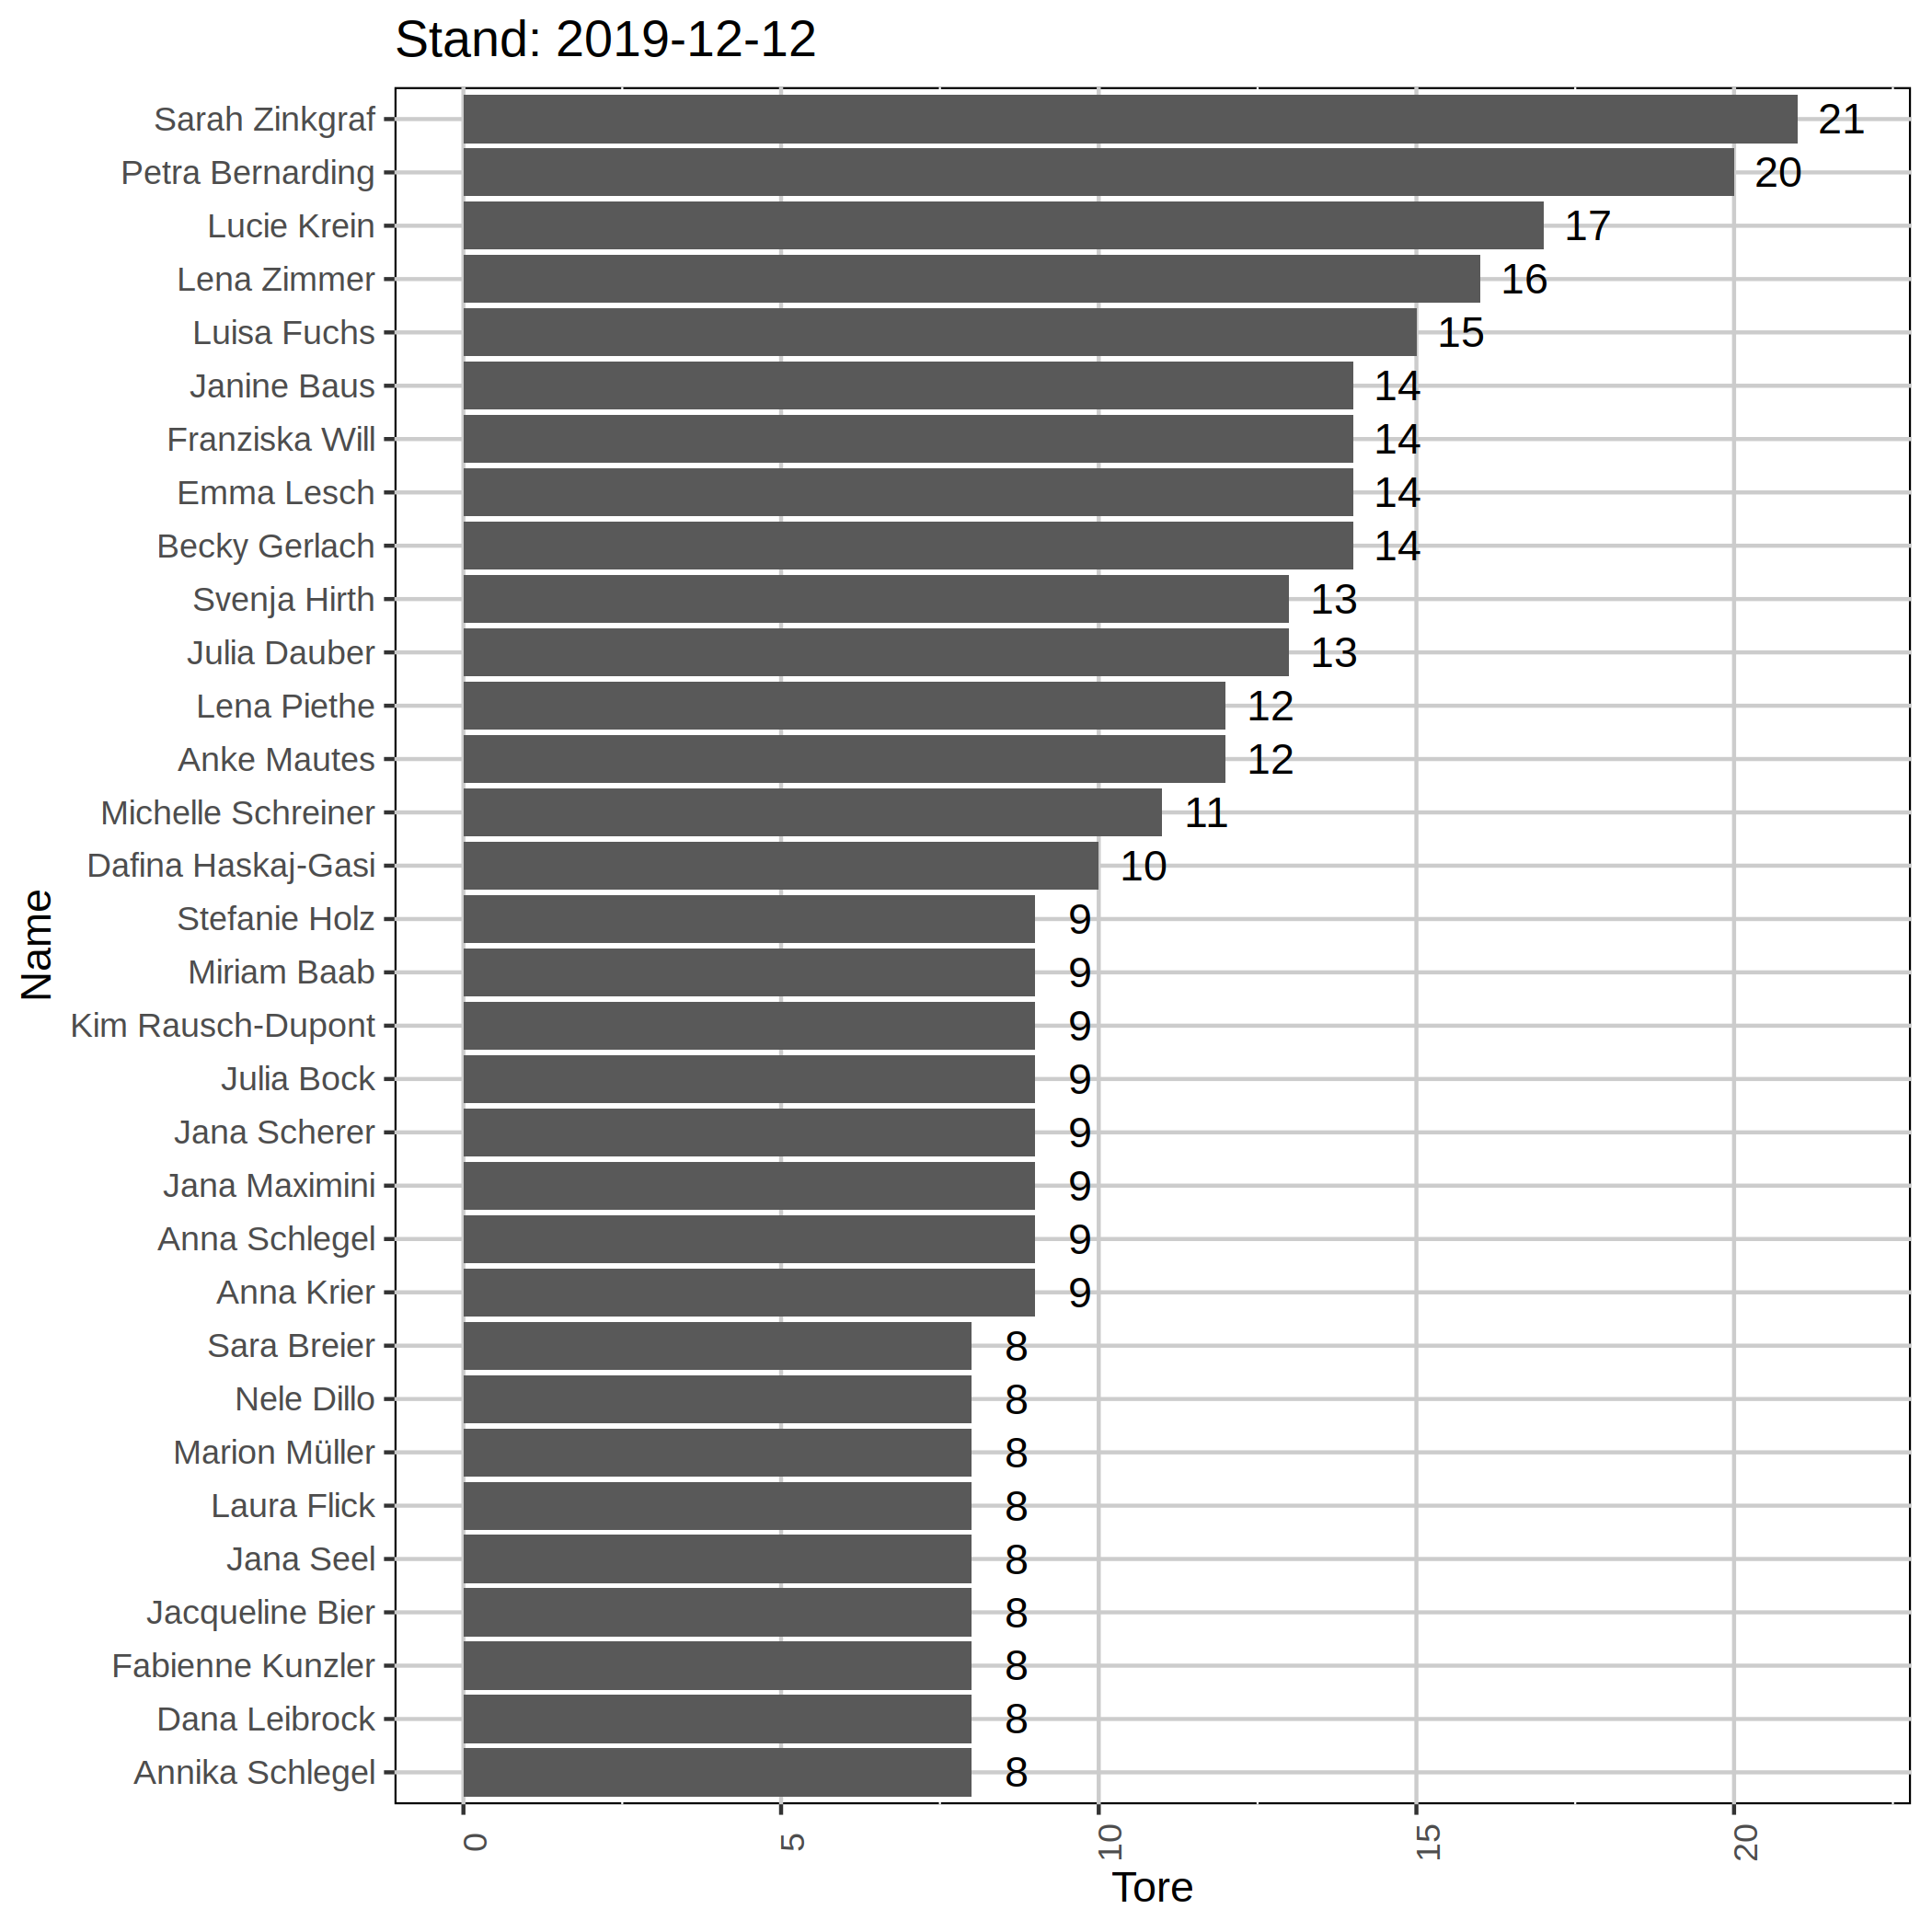 Stand: 2019-12-12
Name
Sarah Zinkgraf 21
Petra Bernarding 20
Lucie Krein 17
Lena Zimmer 16
Luisa Fuchs 15
Janine Baus 14
Franziska Will 14
Emma Lesch 14
Becky Gerlach 14
Svenja Hirth 13
Julia Dauber 13
Lena Piethe 12
Anke Mautes 12
Michelle Schreiner 11
Dafina Haskaj-Gasi 10
Stefanie Holz 9
Miriam Baab 9
Kim Rausch-Dupont 9
Julia Bock 9
Jana Scherer 9
Jana Maximini 9
Anna Schlegel 9
Anna Krier 9
Sara Breier 8
Nele Dillo 8
Marion Müller 8
Laura Flick 8
Jana Seel 8
Jacqueline Bier 8
Fabienne Kunzler 8
Dana Leibrock 8
Annika Schlegel 8
0 5 10 15 20
Tore